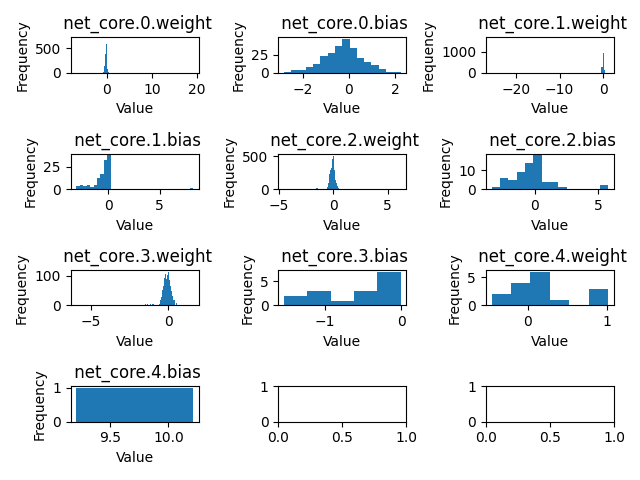 net_core.0.weight
net_core.0.bias
net_core.1.weight
Frequency
500
0
0
10
20
Value
Frequency
25
0
−2
0
2
Value
Frequency
1000
0
−20
−10
0
Value
net_core.1.bias
net_core.2.weight
net_core.2.bias
Frequency
25
0
0
5
Value
Frequency
500
0
−5
0
5
Value
Frequency
10
0
0
5
Value
net_core.3.weight
net_core.3.bias
net_core.4.weight
Frequency
100
0
−5
0
Value
Frequency
5
0
−1
0
Value
Frequency
5
0
0
1
Value
net_core.4.bias
Frequency
1
0
9.5
10.0
Value
1
0
0.0
0.5
1.0
1
0
0.0
0.5
1.0